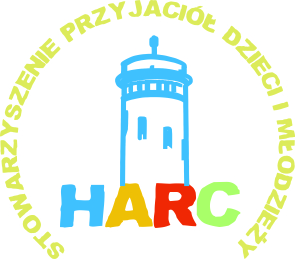 STOWARZYSZENIE PRZYJACIÓŁ DZIECI I MŁODZIEŻY
HARC